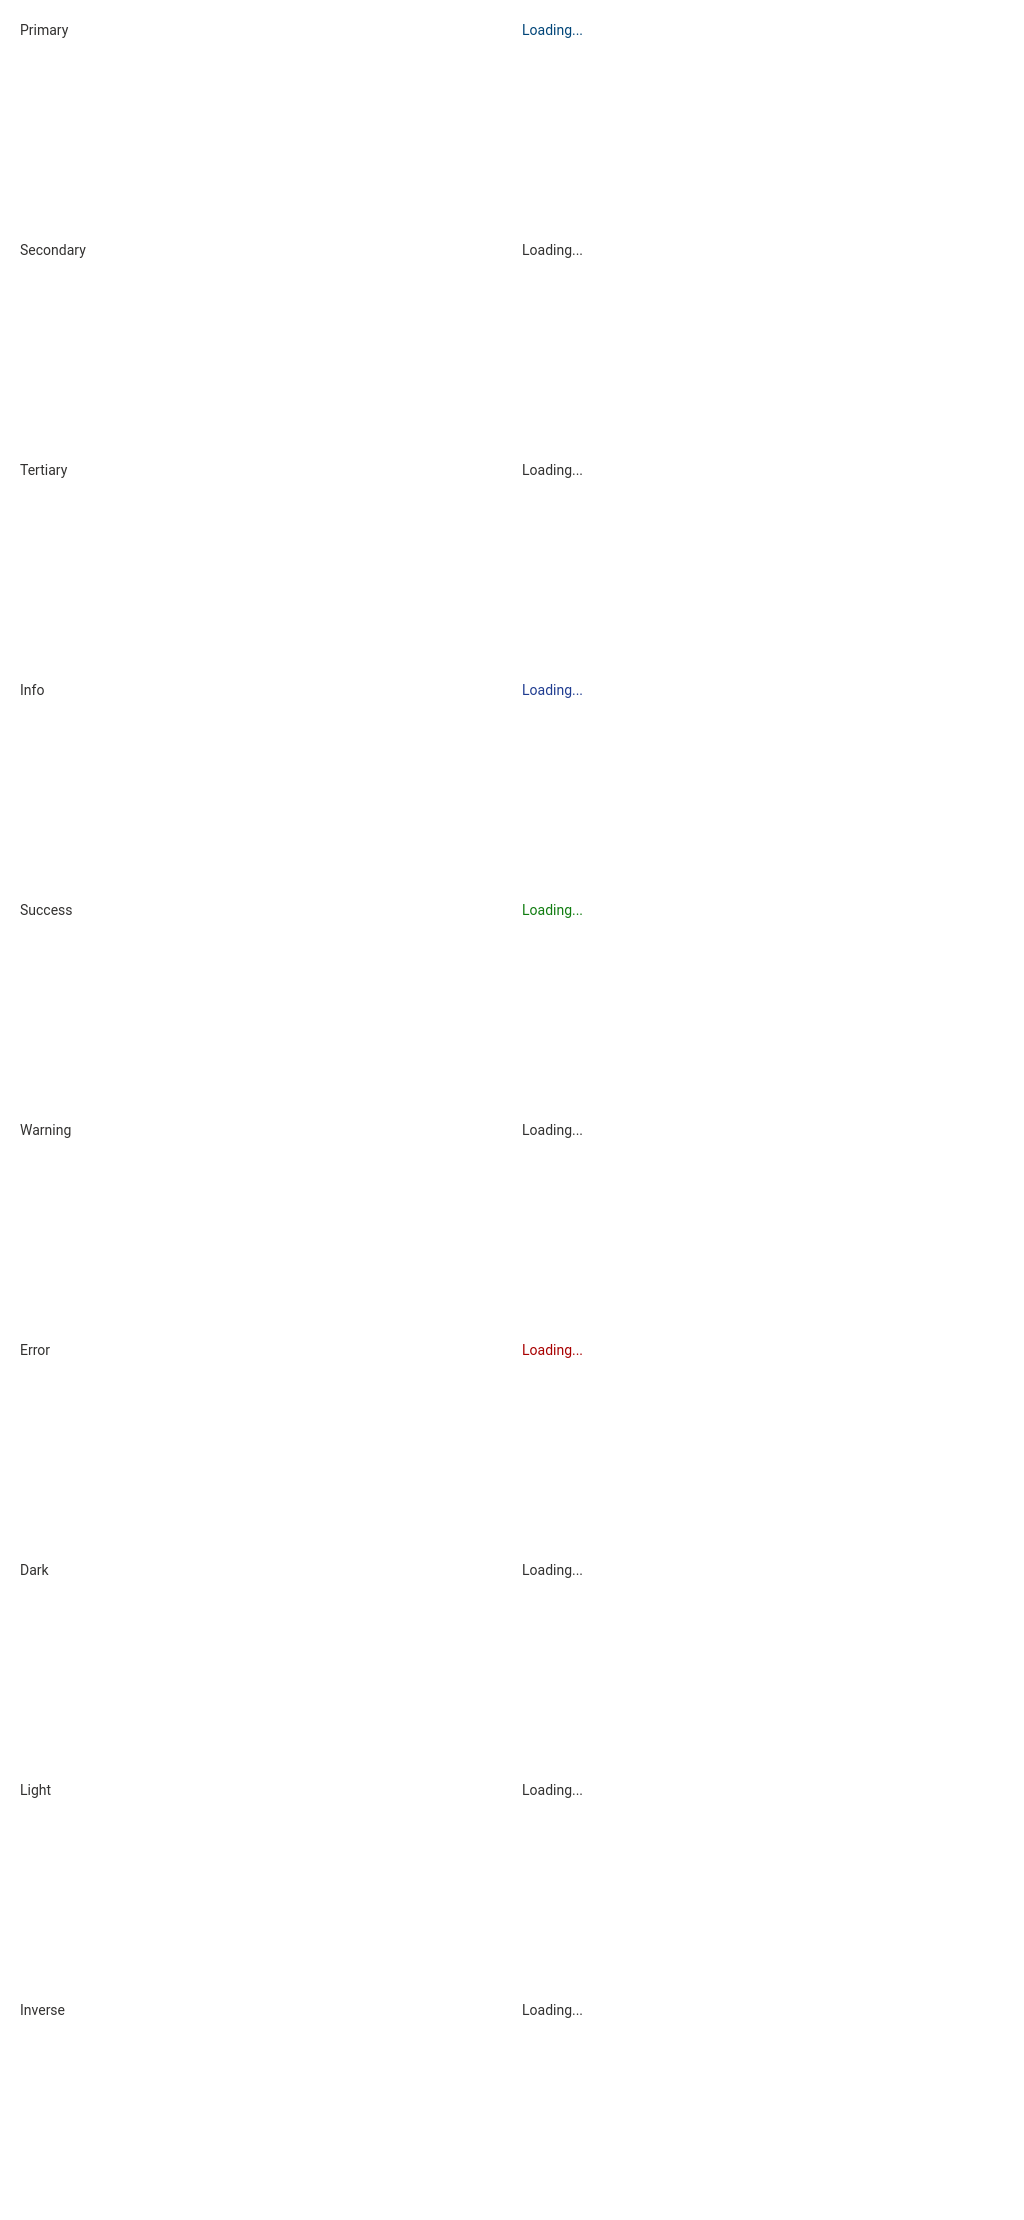 Primary Loading...
Secondary Loading...
Tertiary Loading...
Info Loading...
Success Loading...
Warning Loading...
Error Loading...
Dark Loading...
Light Loading...
Inverse Loading...